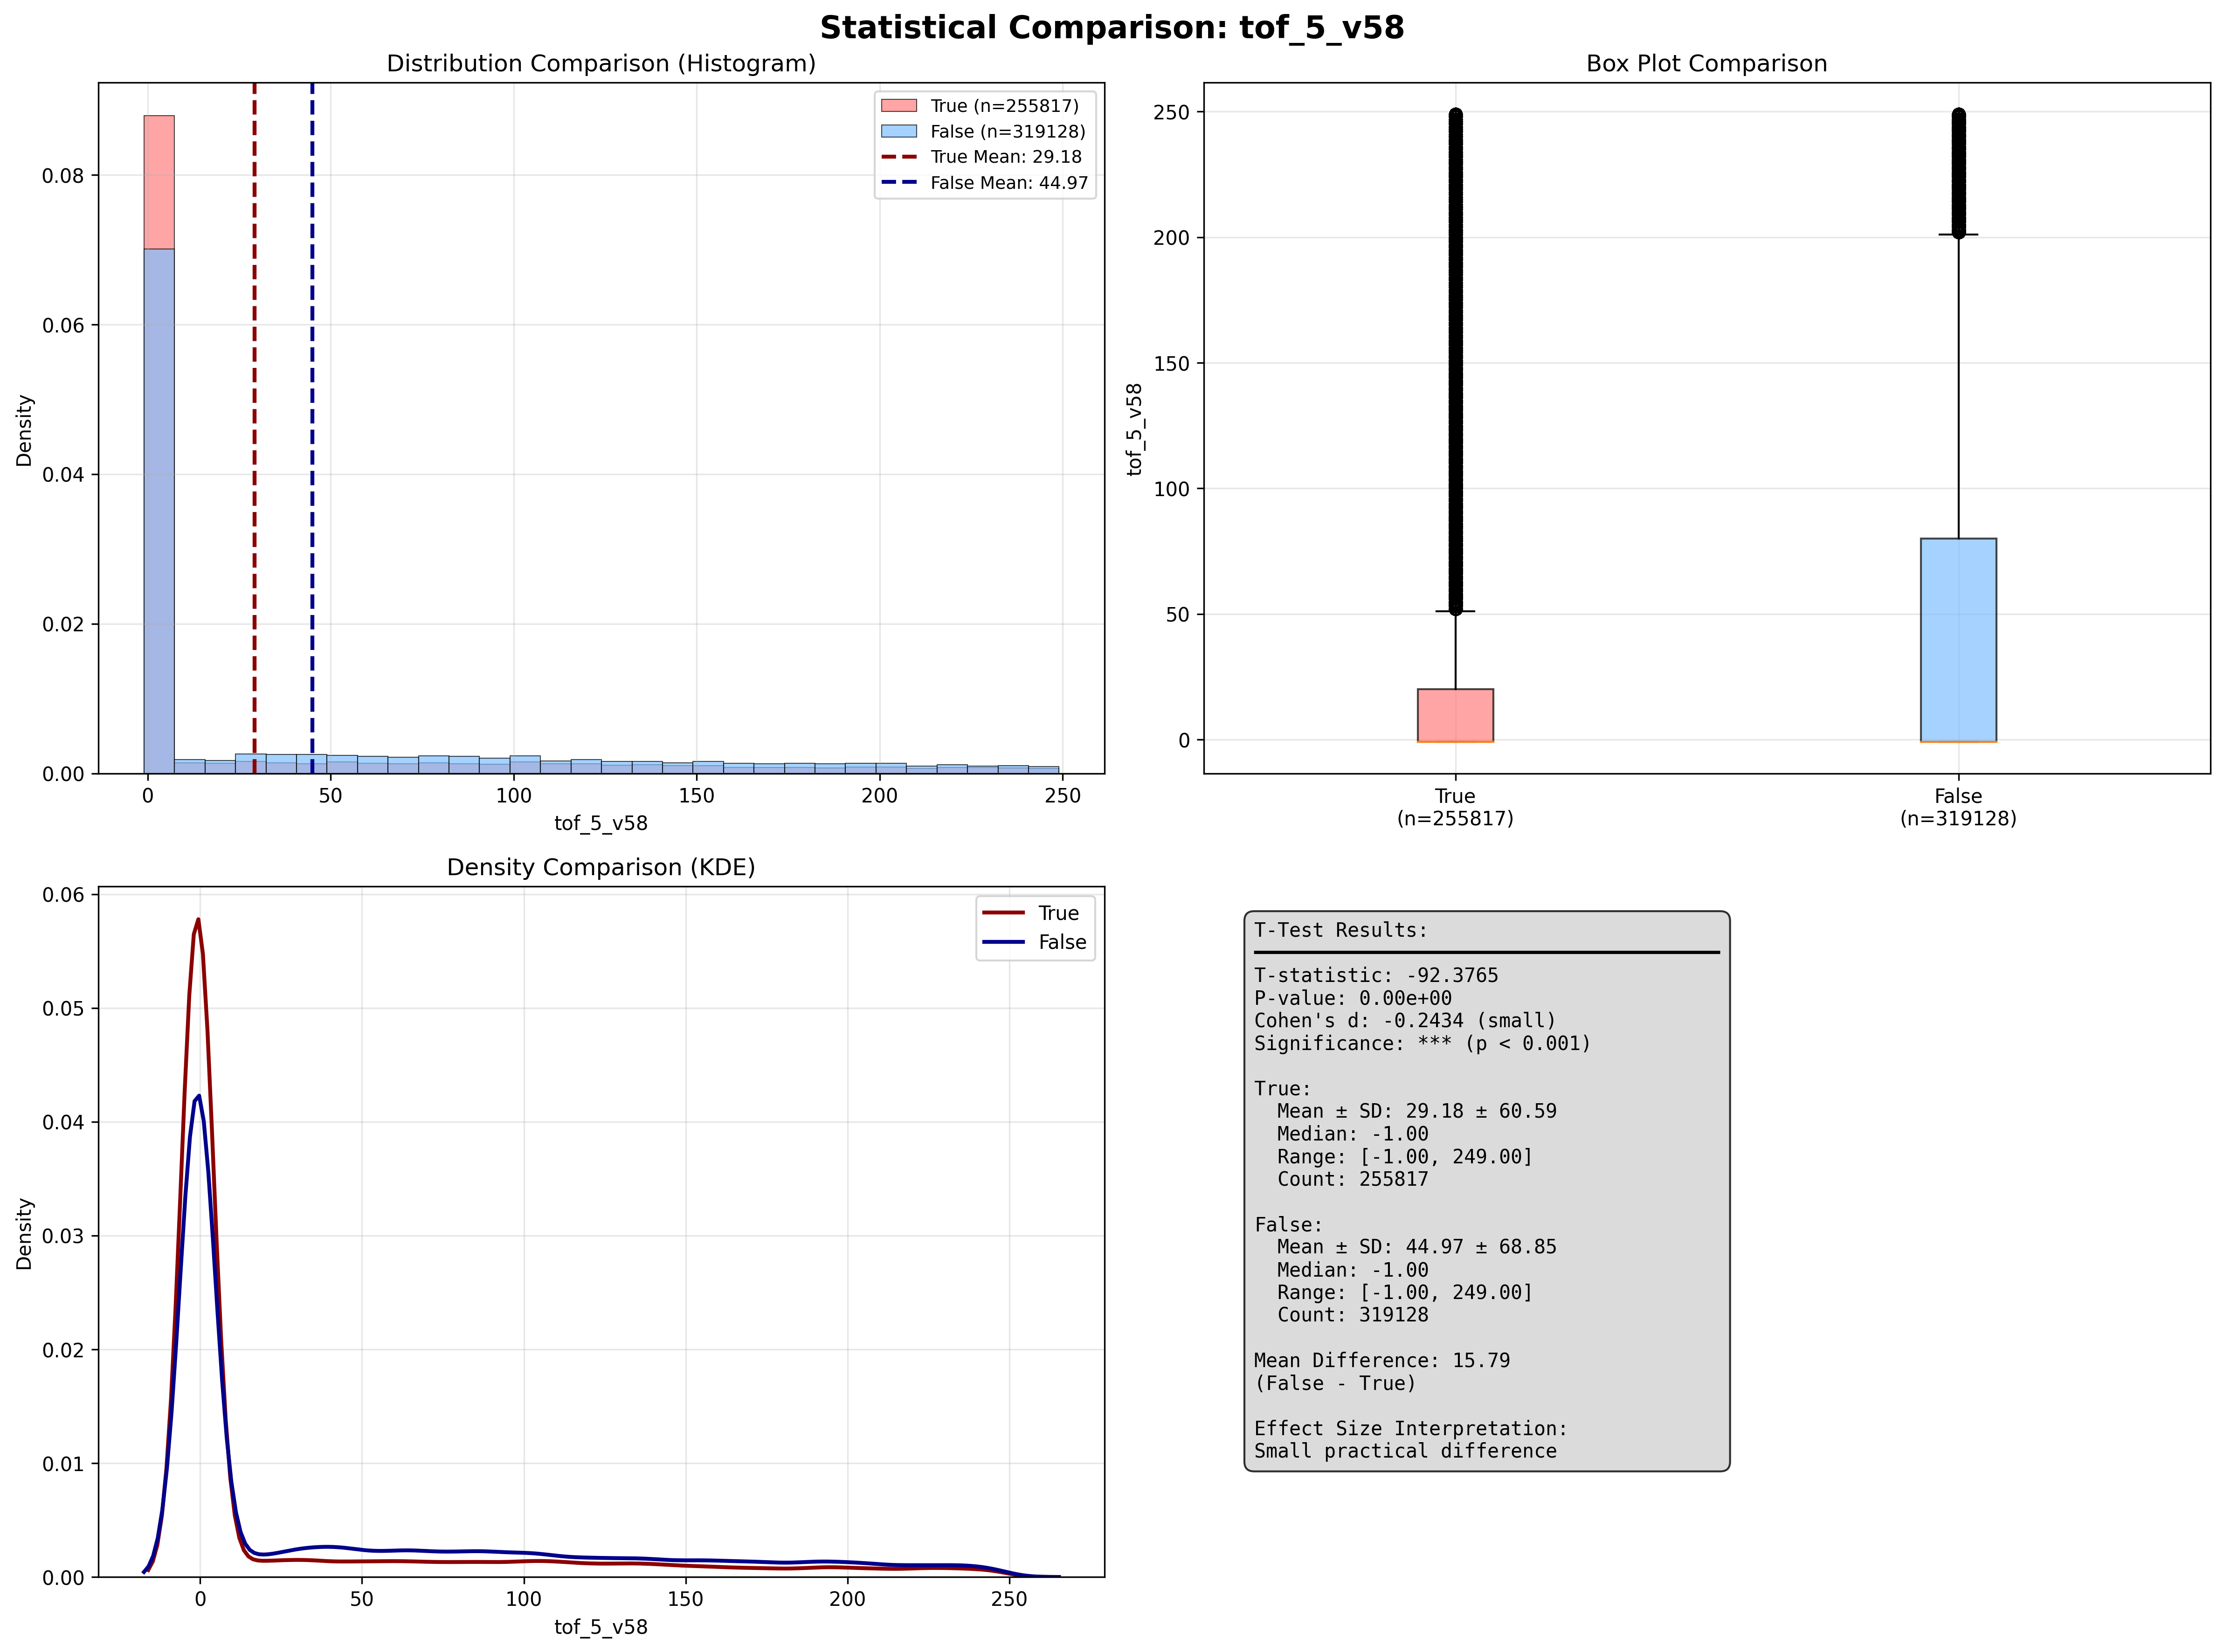 Statistical Comparison: tof_5_v58
Distribution Comparison (Histogram)
True (n=255817)
False (n=319128)
True Mean: 29.18
False Mean: 44.97
Density
0.08
0.06
0.04
0.02
0.00
0
50
100
150
200
250
tof_5_v58
Box Plot Comparison
tof_5_v58
250
200
150
100
50
0
True
(n=255817)
False
(n=319128)
Density Comparison (KDE)
True
False
Density
0.06
0.05
0.04
0.03
0.02
0.01
0.00
0
50
100
150
200
250
tof_5_v58
T-Test Results:
T-statistic: -92.3765
P-value: 0.00e+00
Cohen's d: -0.2434 (small)
Significance: *** (p < 0.001)
True:
Mean ± SD: 29.18 ± 60.59
Median: -1.00
Range: [-1.00, 249.00]
Count: 255817
False:
Mean ± SD: 44.97 ± 68.85
Median: -1.00
Range: [-1.00, 249.00]
Count: 319128
Mean Difference: 15.79
(False - True)
Effect Size Interpretation:
Small practical difference